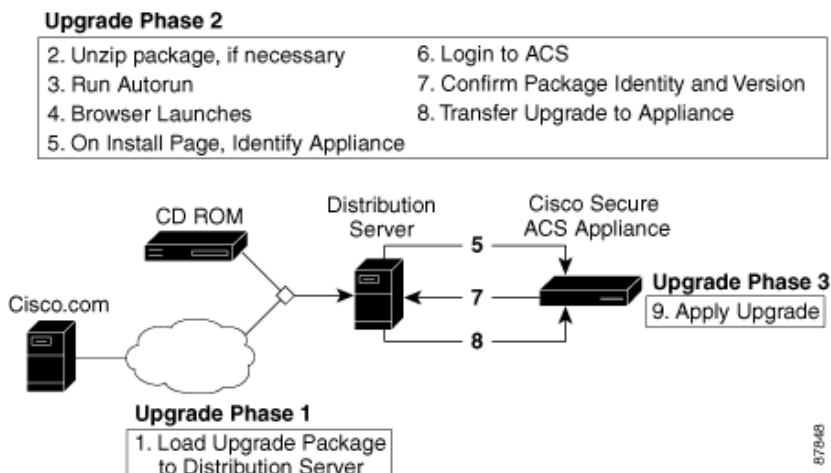 Upgrade Phase 2
2. Unzip package, if necessary
3. Run Autorun
4. Browser Launches
5. On Install Page, Identify Appliance
6. Login to ACS
7. Confirm Package Identity and Version
8. Transfer Upgrade to Appliance
CD ROM
Distribution
Server
Cisco Secure
ACS Appliance
5
7
8
Upgrade Phase 3
9. Apply Upgrade
Cisco.com
Upgrade Phase 1
1. Load Upgrade Package
to Distribution Server
87848